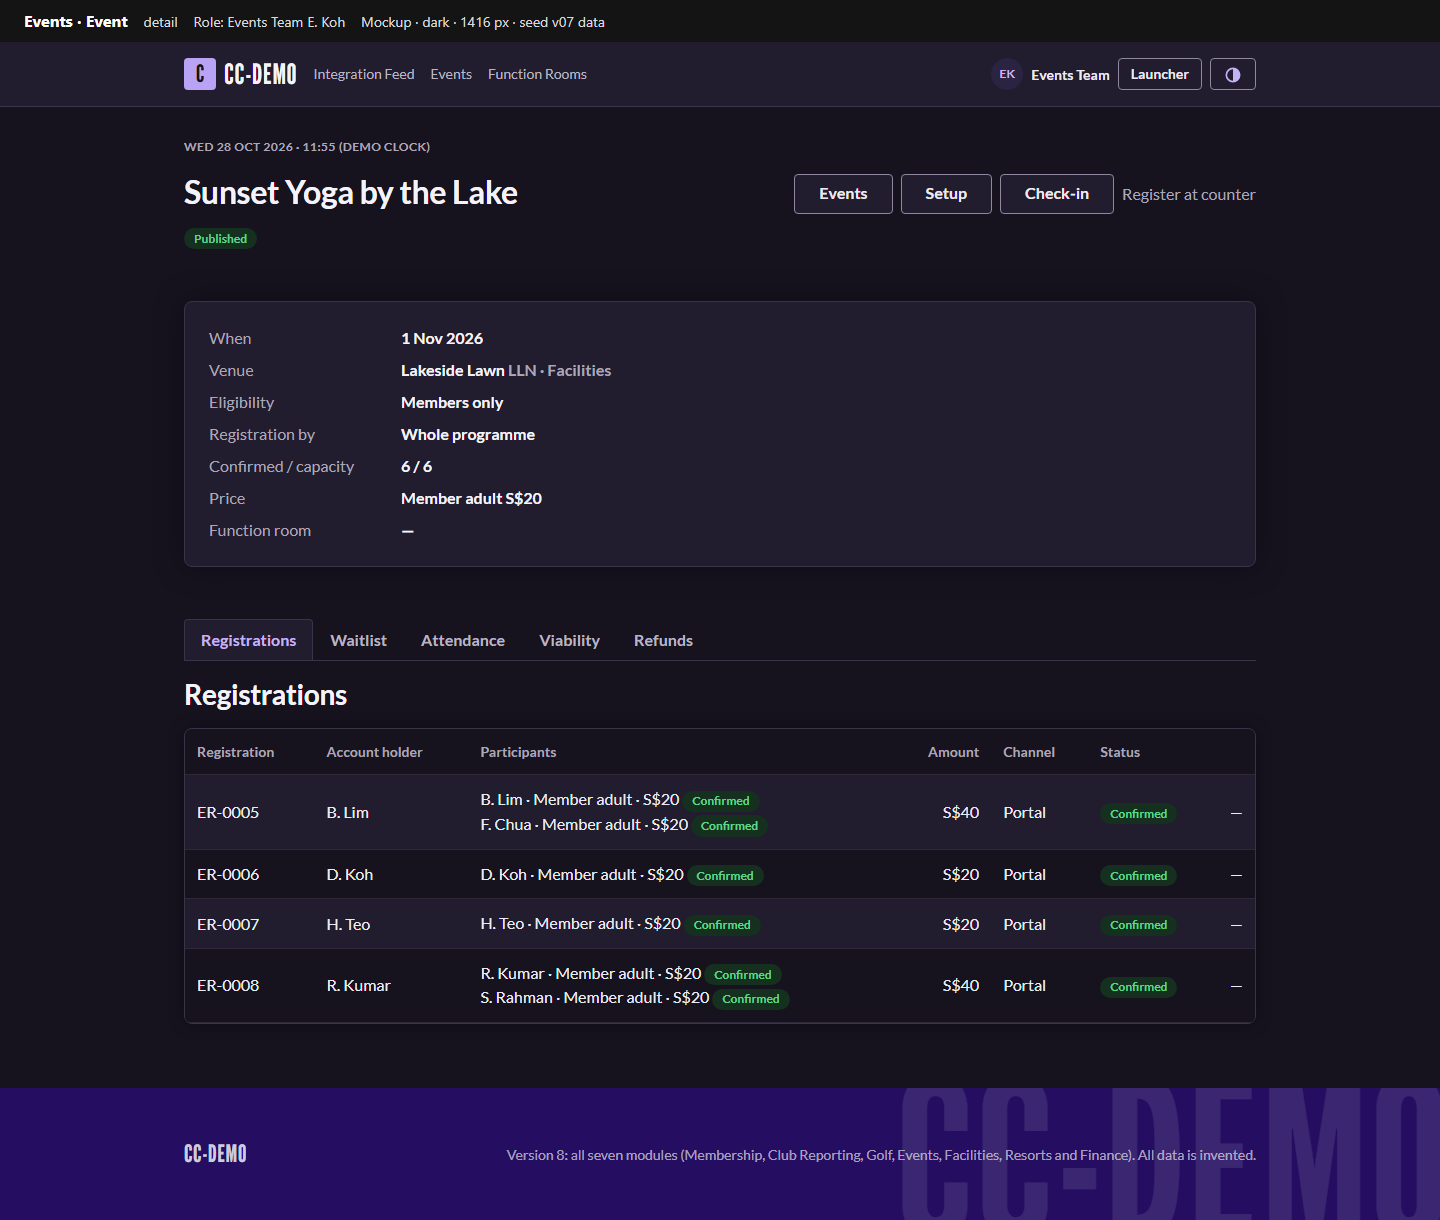 Events · Event detail Role: Events Team E. Koh Mockup · dark · 1416 px · seed v07 data
C CC-DEMO Integration Feed Events Function Rooms EK Events Team Launcher
WED 28 OCT 2026 · 11:55 (DEMO CLOCK)
Sunset Yoga by the Lake Events Setup Check-in Register at counter
Published
When 1 Nov 2026
Venue Lakeside Lawn LLN · Facilities
Eligibility Members only
Registration by Whole programme
Confirmed / capacity 6 / 6
Price Member adult S$20
Function room —
Registrations Waitlist Attendance Viability Refunds
Registrations
Registration Account holder Participants Amount Channel Status
ER-0005 B. Lim B. Lim · Member adult · S$20 Confirmed S$40 Portal Confirmed —
F. Chua · Member adult · S$20 Confirmed
ER-0006 D. Koh D. Koh · Member adult · S$20 Confirmed S$20 Portal Confirmed —
ER-0007 H. Teo H. Teo · Member adult · S$20 Confirmed S$20 Portal Confirmed —
ER-0008 R. Kumar R. Kumar · Member adult · S$20 Confirmed S$40 Portal Confirmed —
S. Rahman · Member adult · S$20 Confirmed
CC-DEMO
CC-DEMO Version 8: all seven modules (Membership, Club Reporting, Golf, Events, Facilities, Resorts and Finance). All data is invented.